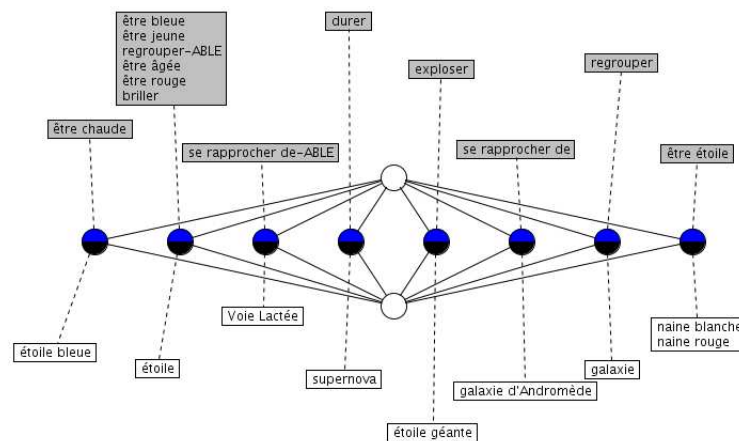 être bleue
être jeune
regrouper-ABLE
être âgée
être rouge
briller
durer
exploser
regrouper
être chaude
se rapprocher de-ABLE
se rapprocher de
être étoile
étoile bleue
étoile
Voie Lactée
supernova
étoile géante
galaxie d'Andromède
galaxie
naine blanche
naine rouge